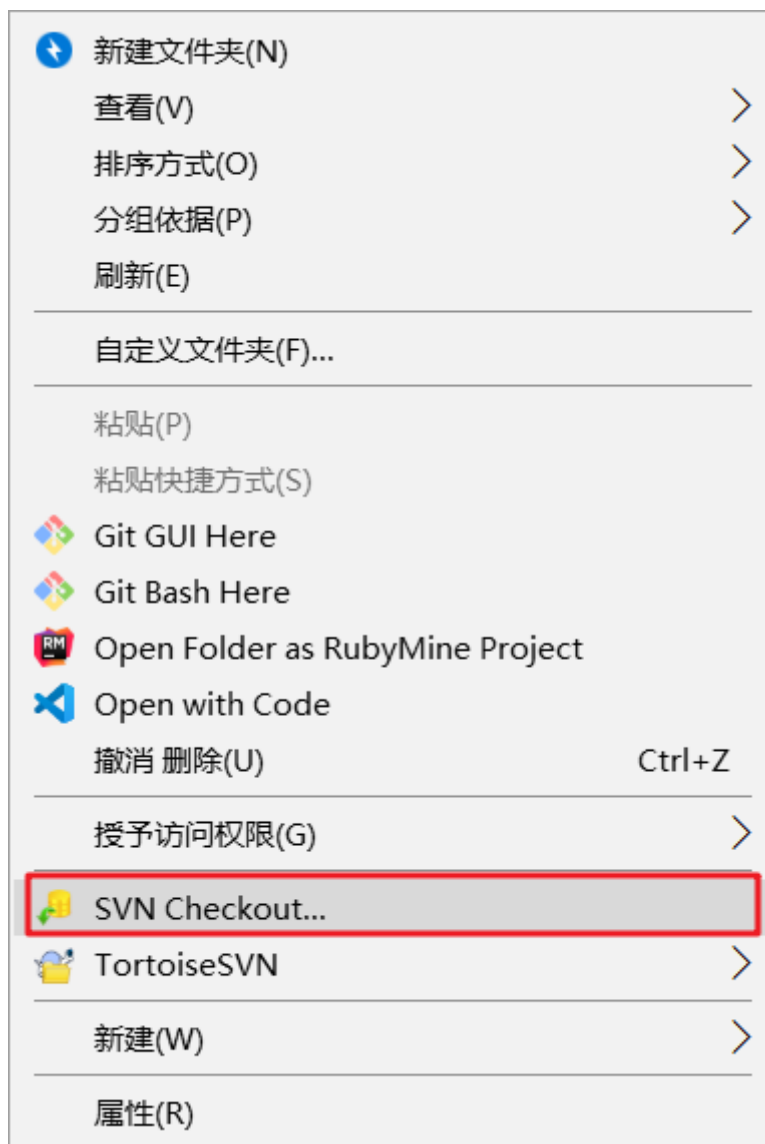 新建文件夹(N)
查看(V)
排序方式(O)
分组依据(P)
刷新(E)
自定义文件夹(F)...
粘贴(P)
粘贴快捷方式(S)
Git GUI Here
Git Bash Here
RM Open Folder as RubyMine Project
Open with Code
撤消 删除(U) Ctrl+Z
授予访问权限(G)
SVN Checkout...
TortoiseSVN
新建(W)
属性(R)